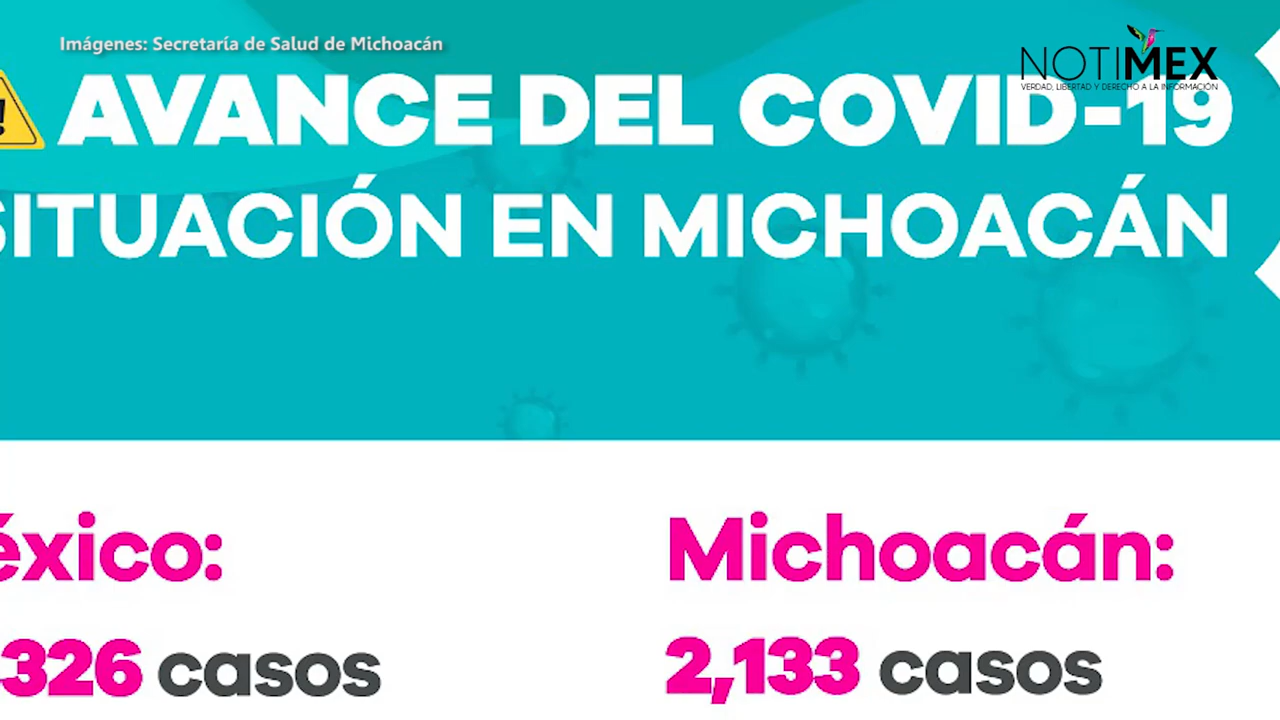 Imágenes: Secretaría de Salud de Michoacán
NOTIMEX
VERDAD, LIBERTAD Y DERECHO A LA INFORMACIÓN
AVANCE DEL COVID-19
SITUACIÓN EN MICHOACÁN
éxico:
326 casos
Michoacán:
2,133 casos